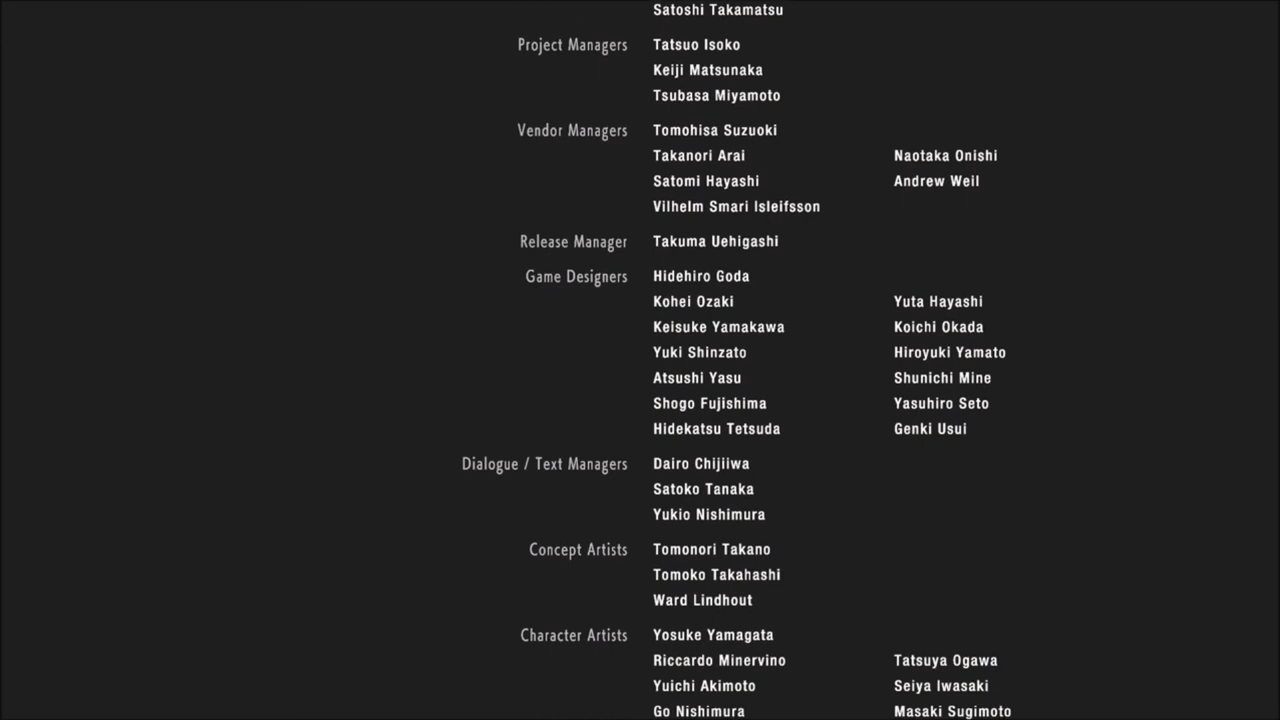 Satoshi Takamatsu
Project Managers Tatsuo Isoko
Keiji Matsunaka
Tsubasa Miyamoto
Vendor Managers Tomohisa Suzuoki
Takanori Arai Naotaka Onishi
Satomi Hayashi Andrew Weil
Vilhelm Smari Isleifsson
Release Manager Takuma Uehigashi
Game Designers Hidehiro Goda
Kohei Ozaki Yuta Hayashi
Keisuke Yamakawa Koichi Okada
Yuki Shinzato Hiroyuki Yamato
Atsushi Yasu Shunichi Mine
Shogo Fujishima Yasuhiro Seto
Hidekatsu Tetsuda Genki Usui
Dialogue / Text Managers Dairo Chijiiwa
Satoko Tanaka
Yukio Nishimura
Concept Artists Tomonori Takano
Tomoko Takahashi
Ward Lindhout
Character Artists Yosuke Yamagata
Riccardo Minervino Tatsuya Ogawa
Yuichi Akimoto Seiya Iwasaki
Go Nishimura Masaki Sugimoto